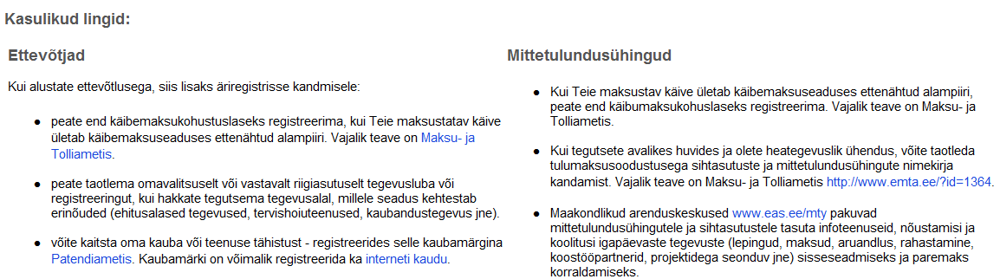 Kasulikud lingid:
Ettevõtjad
Kui alustate ettevõtlusega, siis lisaks äriregistrisse kandmisele:
● peate end käibemaksukohustuslaseks registreerima, kui Teie maksustatav käive
ületab käibemaksuseaduses ettenähtud alampiiri. Vajalik teave on Maksu- ja
Tolliametis.
● peate taotlema omavalitsuselt või vastavalt riigiasutuselt tegevusluba või
registreeringut, kui hakkate tegutsema tegevusalal, millele seadus kehtestab
erinõuded (ehitusalased tegevused, tervishoiuteenused, kaubandustegevus jne).
● võite kaitsta oma kauba või teenuse tähistust - registreerides selle kaubamärgina
Patendiametis. Kaubamärki on võimalik registreerida ka interneti kaudu.
Mittetulundusühingud
● Kui Teie maksustav käive ületab käibemaksuseaduses ettenähtud alampiiri,
peate end käibumaksukohuslaseks registreerima. Vajalik teave on Maksu- ja
Tolliametis.
● Kui tegutsete avalikes huvides ja olete heategevuslik ühendus, võite taotleda
tulumaksusoodustusega sihtasutuste ja mittetulundusühingute nimekirja
kandamist. Vajalik teave on Maksu- ja Tolliametis http://www.emta.ee/?id=1364.
● Maakondlikud arenduskeskused www.eas.ee/mty pakuvad
mittetulundusühingutele ja sihtasutustele tasuta infoteenuseid, nõustamisi ja
koolitusi igapäevaste tegevuste (lepingud, maksud, aruandlus, rahastamine,
koostööpartnerid, projektidega seonduv jne) sisseseadmiseks ja paremaks
korraldamiseks.